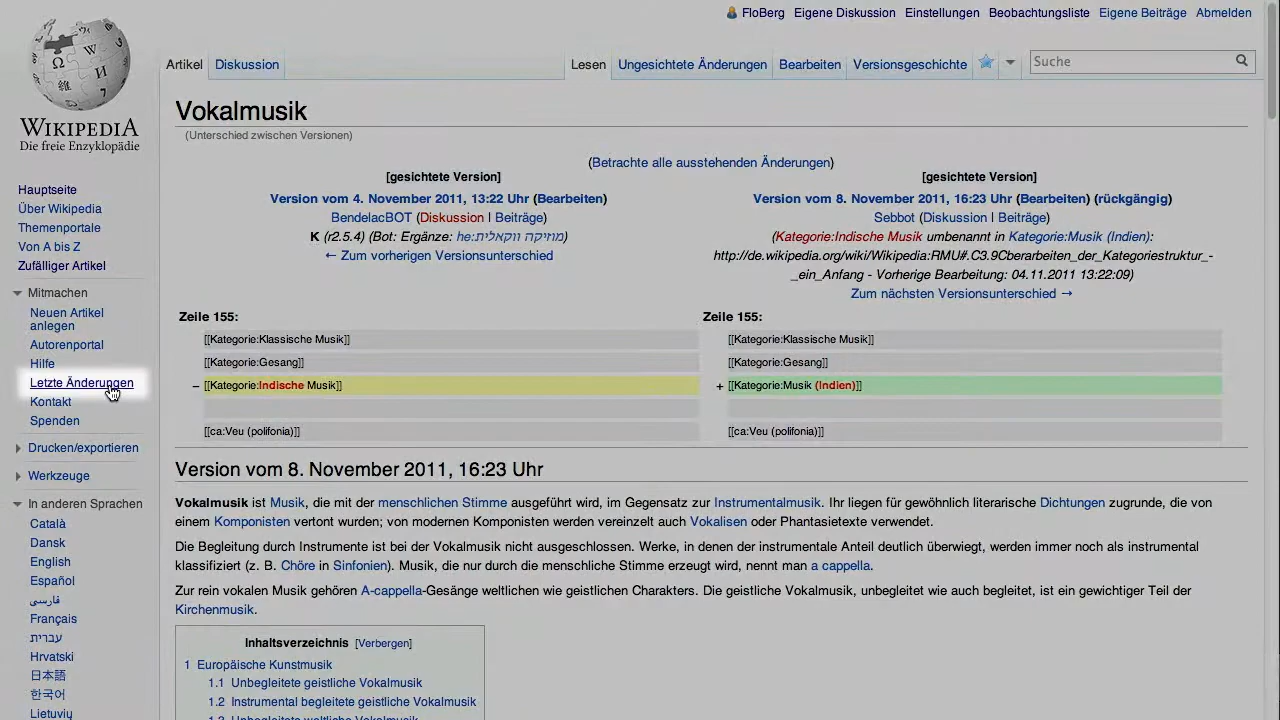 FloBerg Eigene Diskussion Einstellungen Beobachtungsliste Eigene Beiträge Abmelden
Artikel Diskussion Lesen Ungesichtete Änderungen Bearbeiten Versionsgeschichte Suche
WIKIPEDIA
Die freie Enzyklopädie
Hauptseite
Über Wikipedia
Themenportale
Von A bis Z
Zufälliger Artikel
Mitmachen
Neuen Artikel
anlegen
Autorenportal
Hilfe
Letzte Änderungen
Kontakt
Spenden
Drucken/exportieren
Werkzeuge
In anderen Sprachen
Català
Dansk
English
Español
فارسی
Français
עברית
Hrvatski
日本語
한국어
Lietuvių
Vokalmusik
(Unterschied zwischen Versionen)
(Betrachte alle ausstehenden Änderungen)
[gesichtete Version]
Version vom 4. November 2011, 13:22 Uhr (Bearbeiten)
BendelacBOT (Diskussion | Beiträge)
K (r2.5.4) (Bot: Ergänze: he:מוזיקה ווקאלית)
← Zum vorherigen Versionsunterschied
[gesichtete Version]
Version vom 8. November 2011, 16:23 Uhr (Bearbeiten) (rückgängig)
Sebbot (Diskussion | Beiträge)
(Kategorie:Indische Musik umbenannt in Kategorie:Musik (Indien):
http://de.wikipedia.org/wiki/Wikipedia:RMU#.C3.9Cberarbeiten_der_Kategoriestruktur_-
_ein_Anfang - Vorherige Bearbeitung: 04.11.2011 13:22:09)
Zum nächsten Versionsunterschied →
Zeile 155: Zeile 155:
[[Kategorie:Klassische Musik]] [[Kategorie:Klassische Musik]]
[[Kategorie:Gesang]] [[Kategorie:Gesang]]
− [[Kategorie:Indische Musik]] + [[Kategorie:Musik (Indien)]]
[[ca:Veu (polifonia)]] [[ca:Veu (polifonia)]]
Version vom 8. November 2011, 16:23 Uhr
Vokalmusik ist Musik, die mit der menschlichen Stimme ausgeführt wird, im Gegensatz zur Instrumentalmusik. Ihr liegen für gewöhnlich literarische Dichtungen zugrunde, die von
einem Komponisten vertont wurden; von modernen Komponisten werden vereinzelt auch Vokalisen oder Phantasietexte verwendet.
Die Begleitung durch Instrumente ist bei der Vokalmusik nicht ausgeschlossen. Werke, in denen der instrumentale Anteil deutlich überwiegt, werden immer noch als instrumental
klassifiziert (z. B. Chöre in Sinfonien). Musik, die nur durch die menschliche Stimme erzeugt wird, nennt man a cappella.
Zur rein vokalen Musik gehören A-cappella-Gesänge weltlichen wie geistlichen Charakters. Die geistliche Vokalmusik, unbegleitet wie auch begleitet, ist ein gewichtiger Teil der
Kirchenmusik.
Inhaltsverzeichnis [Verbergen]
1 Europäische Kunstmusik
1.1 Unbegleitete geistliche Vokalmusik
1.2 Instrumental begleitete geistliche Vokalmusik
1.3 Unbegleitete weltliche Vokalmusik